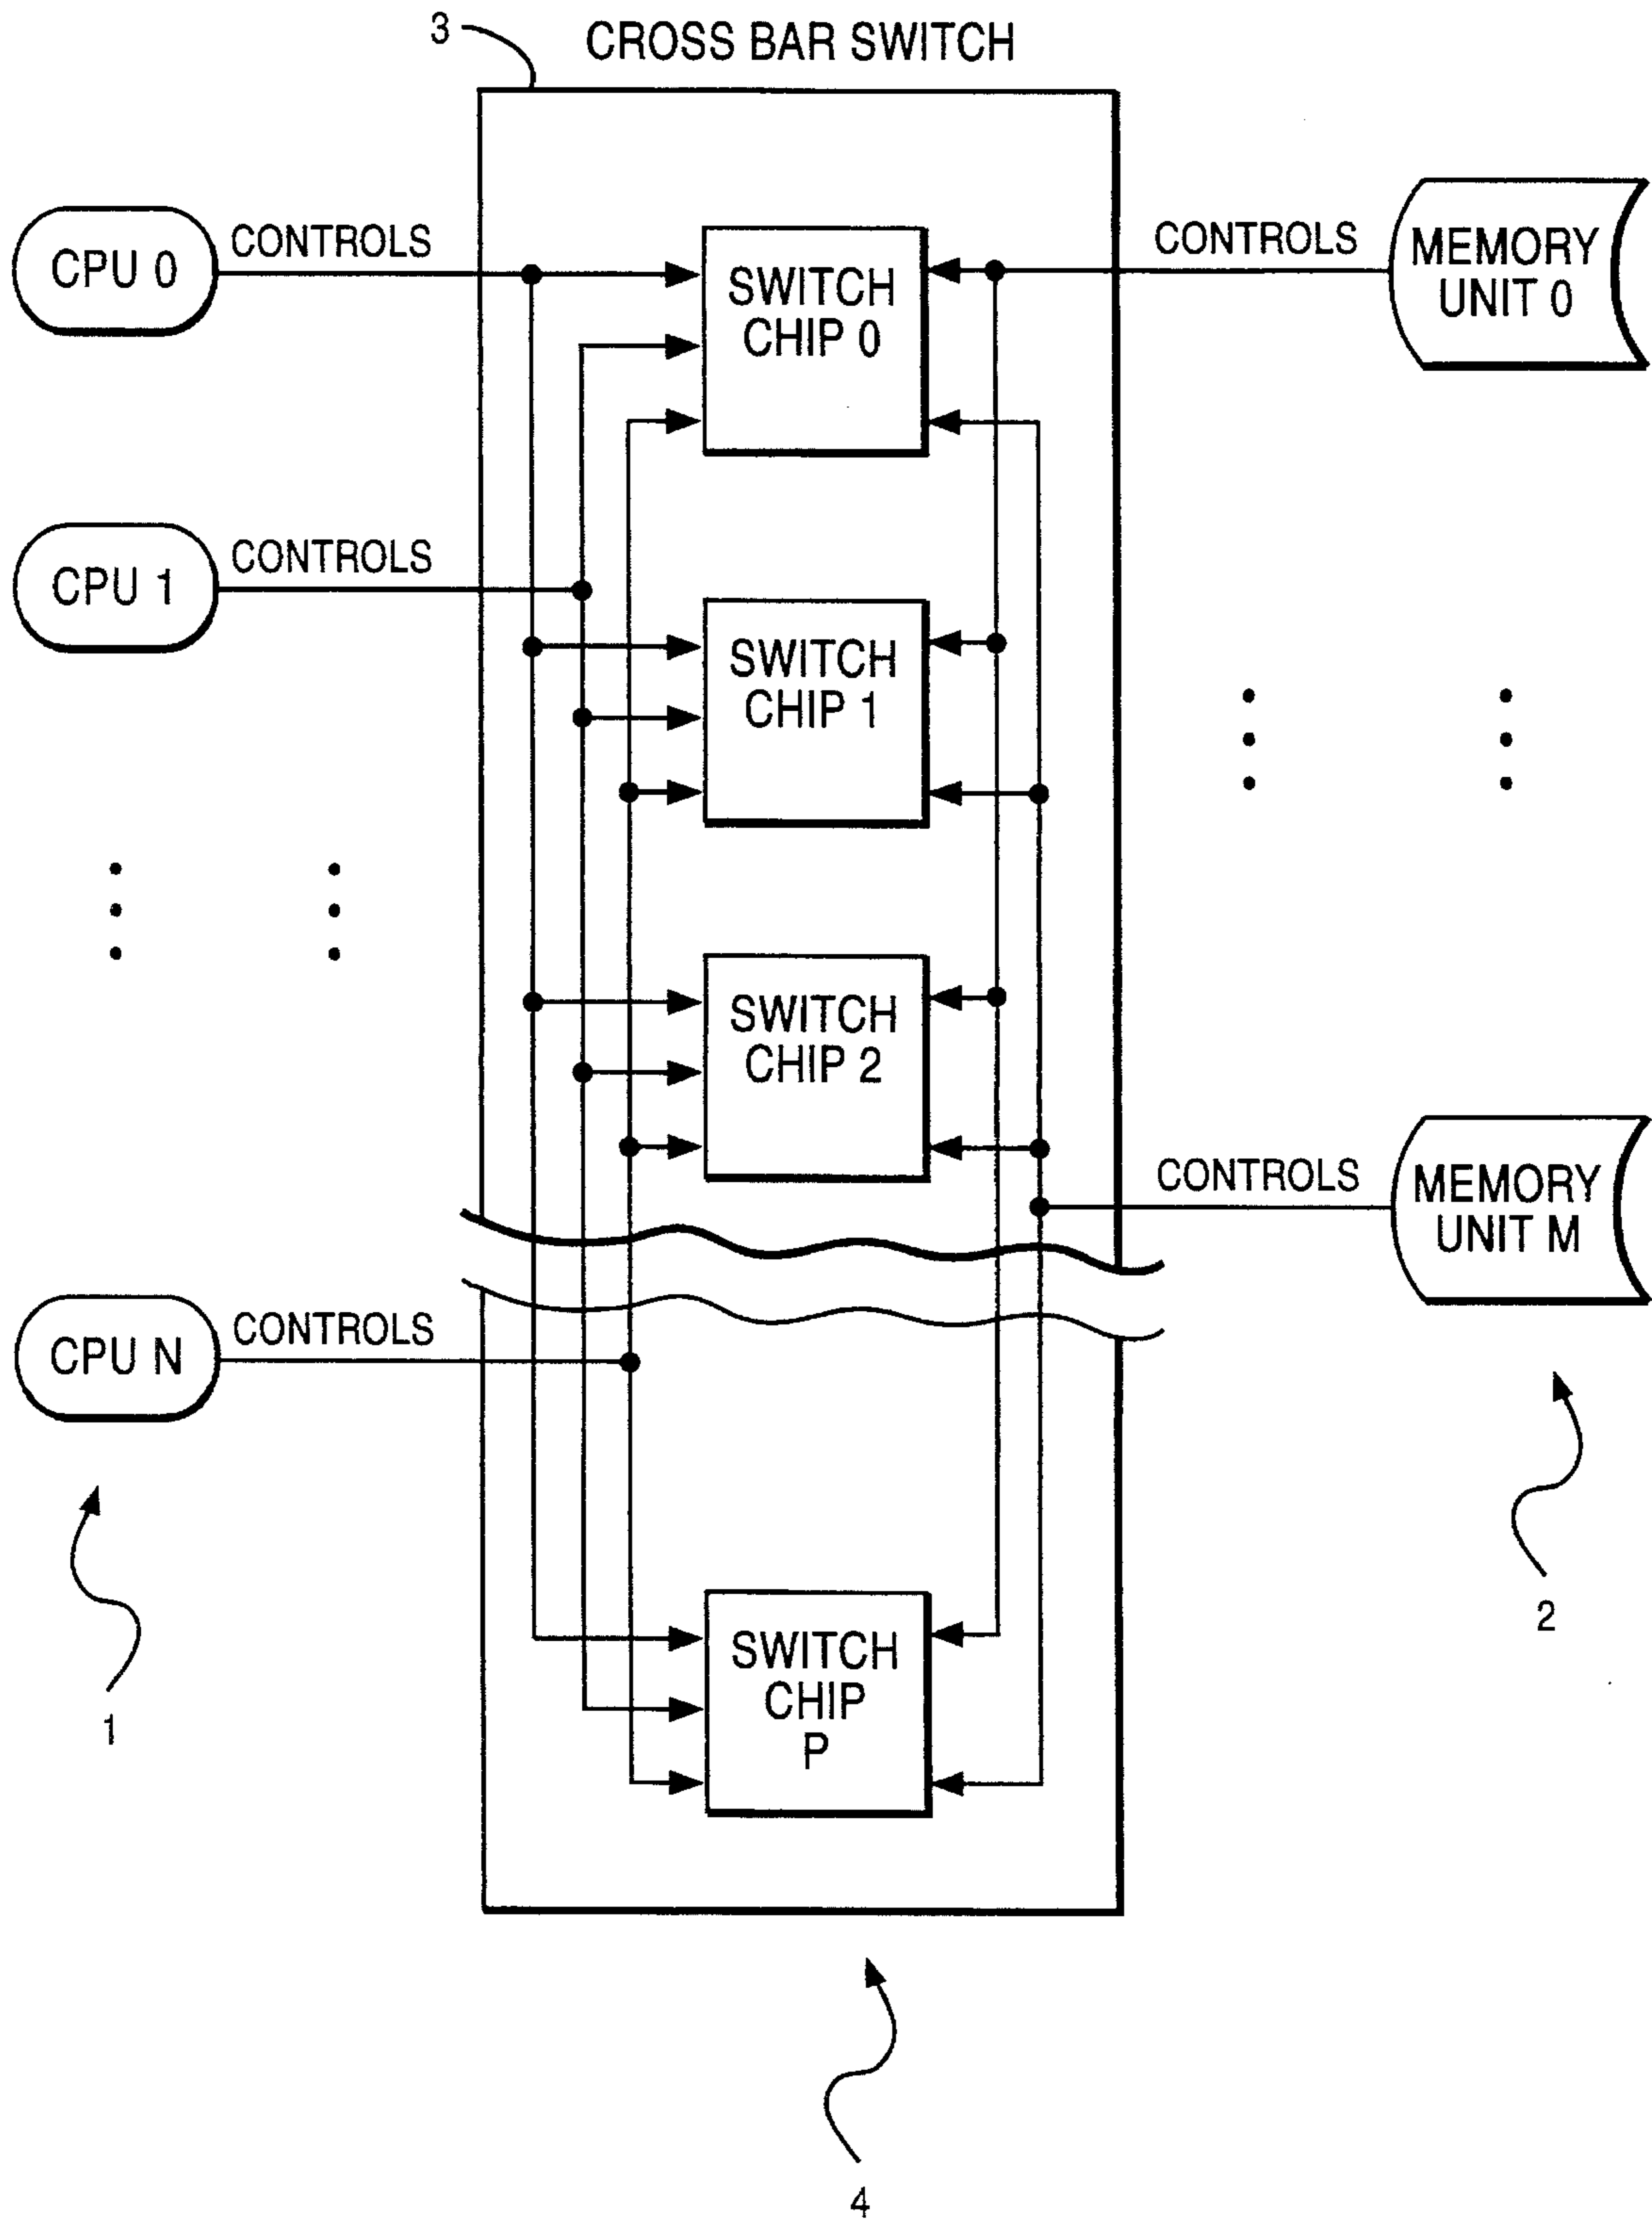 3
CROSS BAR SWITCH
CPU 0
CONTROLS
SWITCH
CHIP 0
CONTROLS
MEMORY
UNIT 0
CPU 1
CONTROLS
SWITCH
CHIP 1
SWITCH
CHIP 2
CONTROLS
MEMORY
UNIT M
CPU N
CONTROLS
SWITCH
CHIP
P
1
2
4